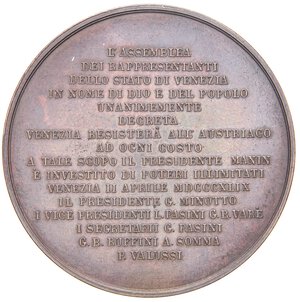 L'ASSEMBLEA
DEI RAPPRESENTANTI
DELLO STATO DI VENEZIA
IN NOME DI DIO E DEL POPOLO
UNANIMEMENTE
DECRETA
VENEZIA RESISTERÀ ALL'AUSTRIACO
AD OGNI COSTO
A TALE SCOPO IL PRESIDENTE MANIN
È INVESTITO DI POTERI ILLIMITATI
VENEZIA II APRILE MDCCCXLIX
IL PRESIDENTE G. MINOTTO
I VICE PRESIDENTI L. PASINI G. B. VARÈ
I SEGRETARII G. PASINI
G. B. RUFFINI A. SOMMA
P. VALUSSI